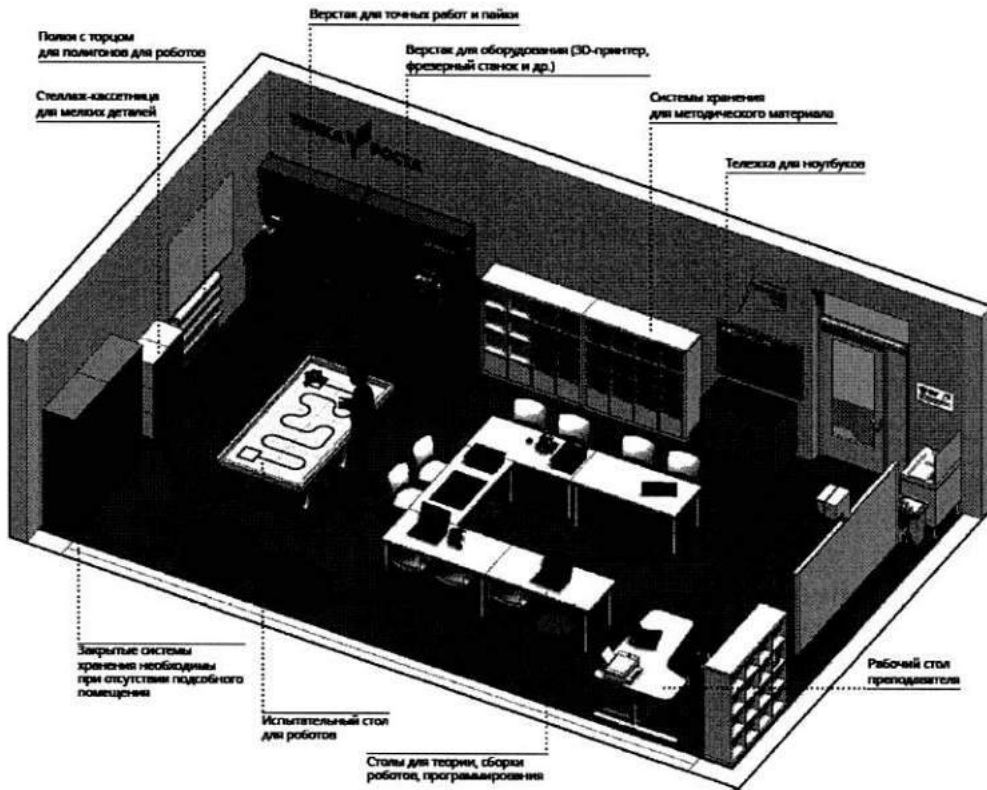 Верстак для точных работ и пайки
Полки с торцом
для полигонов для роботов
Верстак для оборудования (3D-принтер,
фрезерный станок и др.)
Стеллаж-кассетница
для мелких деталей
Системы хранения
для методического материала
Тележка для ноутбуков
ТОЧКА РОСТА
Закрытые системы
хранения необходимы
при отсутствии подсобного
помещения
Рабочий стол
преподавателя
Испытательный стол
для роботов
Столы для теории, сборки
роботов, программирования